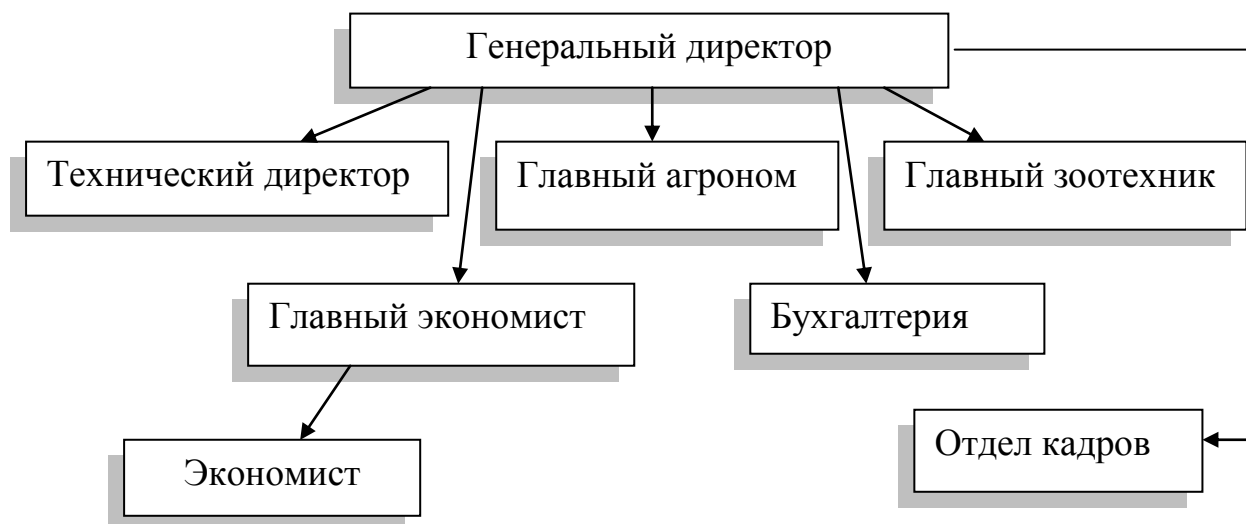 Генеральный директор
Технический директор
Главный агроном
Главный зоотехник
Главный экономист
Бухгалтерия
Отдел кадров
Экономист